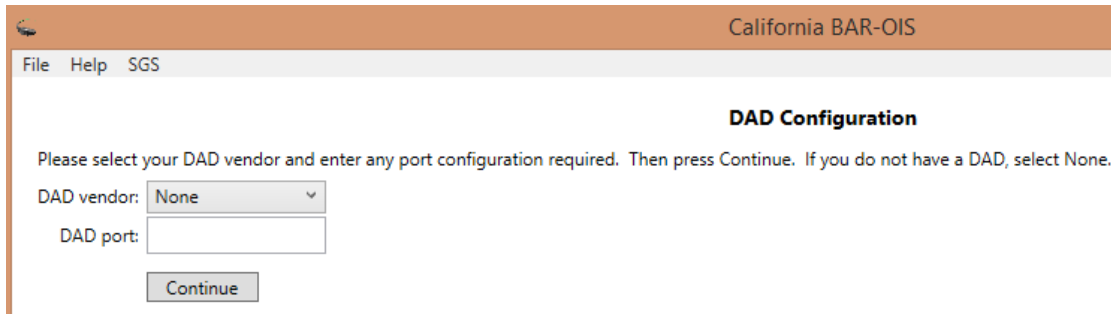 California BAR-OIS
File Help SGS
DAD Configuration
Please select your DAD vendor and enter any port configuration required. Then press Continue. If you do not have a DAD, select None.
DAD vendor: None
DAD port:
Continue